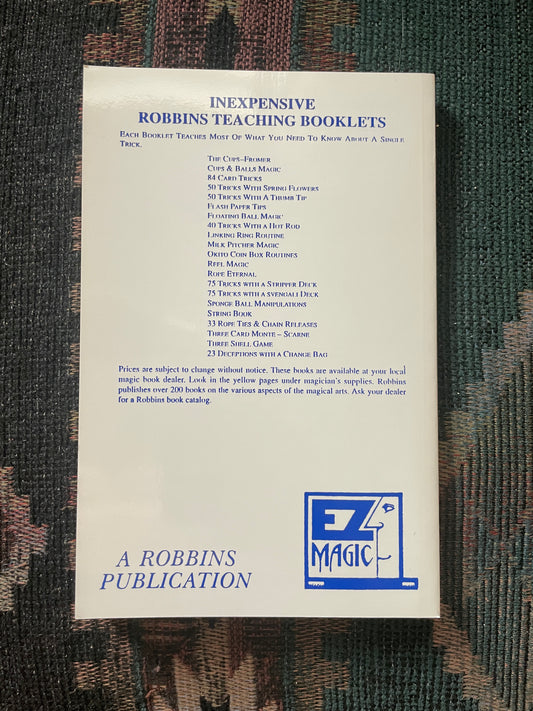 INEXPENSIVE
ROBBINS TEACHING BOOKLETS
EACH BOOKLET TEACHES MOST OF WHAT YOU NEED TO KNOW ABOUT A SINGLE
TRICK.
THE CUPS-FROMER
CUPS & BALLS MAGIC
84 CARD TRICKS
50 TRICKS WITH SPRING FLOWERS
50 TRICKS WITH A THUMB TIP
FLASH PAPER TIPS
FLOATING BALL MAGIC
40 TRICKS WITH A HOT ROD
LINKING RING ROUTINE
MILK PITCHER MAGIC
OKITO COIN BOX ROUTINES
REEL MAGIC
ROPE ETERNAL
75 TRICKS WITH A STRIPPER DECK
75 TRICKS WITH A SVENGALI DECK
SPONGE BALL MANIPULATIONS
STRING BOOK
33 ROPE TIES & CHAIN RELEASES
THREE CARD MONTE – SCARNE
THREE SHELL GAME
23 DECEPTIONS WITH A CHANGE BAG
Prices are subject to change without notice. These books are available at your local
magic book dealer. Look in the yellow pages under magician's supplies. Robbins
publishes over 200 books on the various aspects of the magical arts. Ask your dealer
for a Robbins book catalog.
EZ
MAGIC
A ROBBINS
PUBLICATION